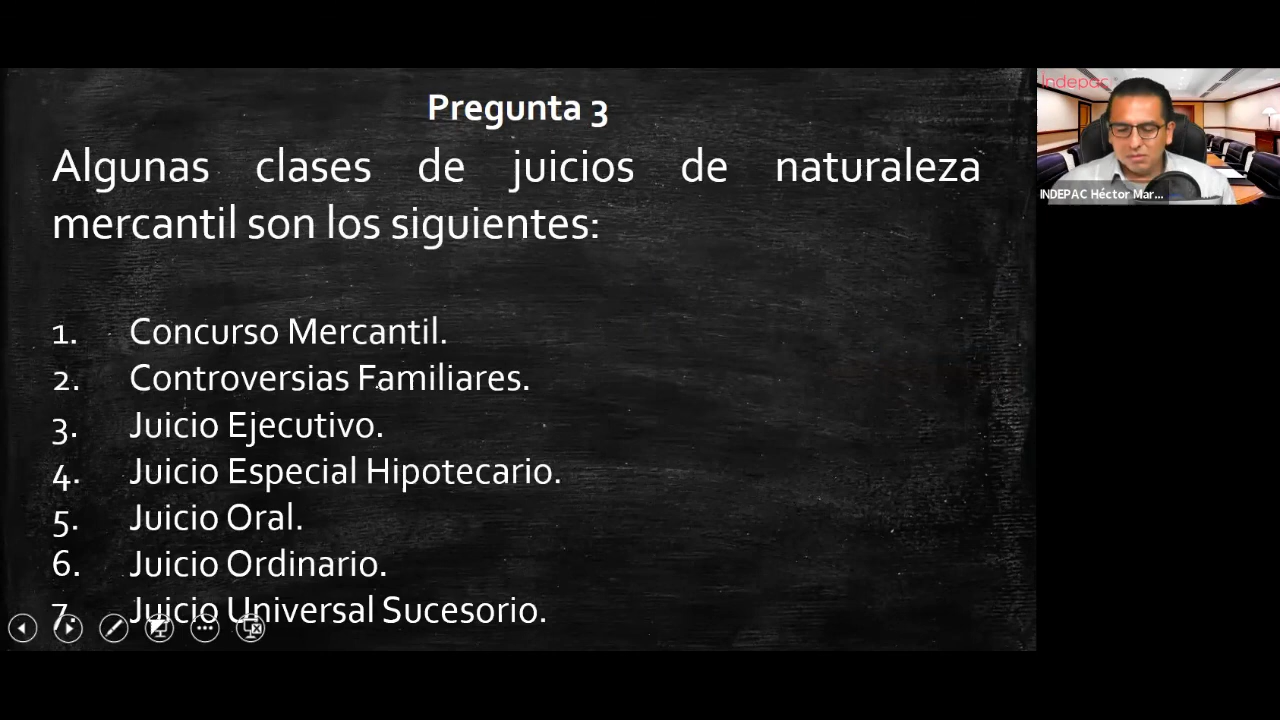 Pregunta 3
Algunas clases de juicios de naturaleza
mercantil son los siguientes:
1. Concurso Mercantil.
2. Controversias Familiares.
3. Juicio Ejecutivo.
4. Juicio Especial Hipotecario.
5. Juicio Oral.
6. Juicio Ordinario.
7. Juicio Universal Sucesorio.
Indepac
INDEPAC Héctor Mar...